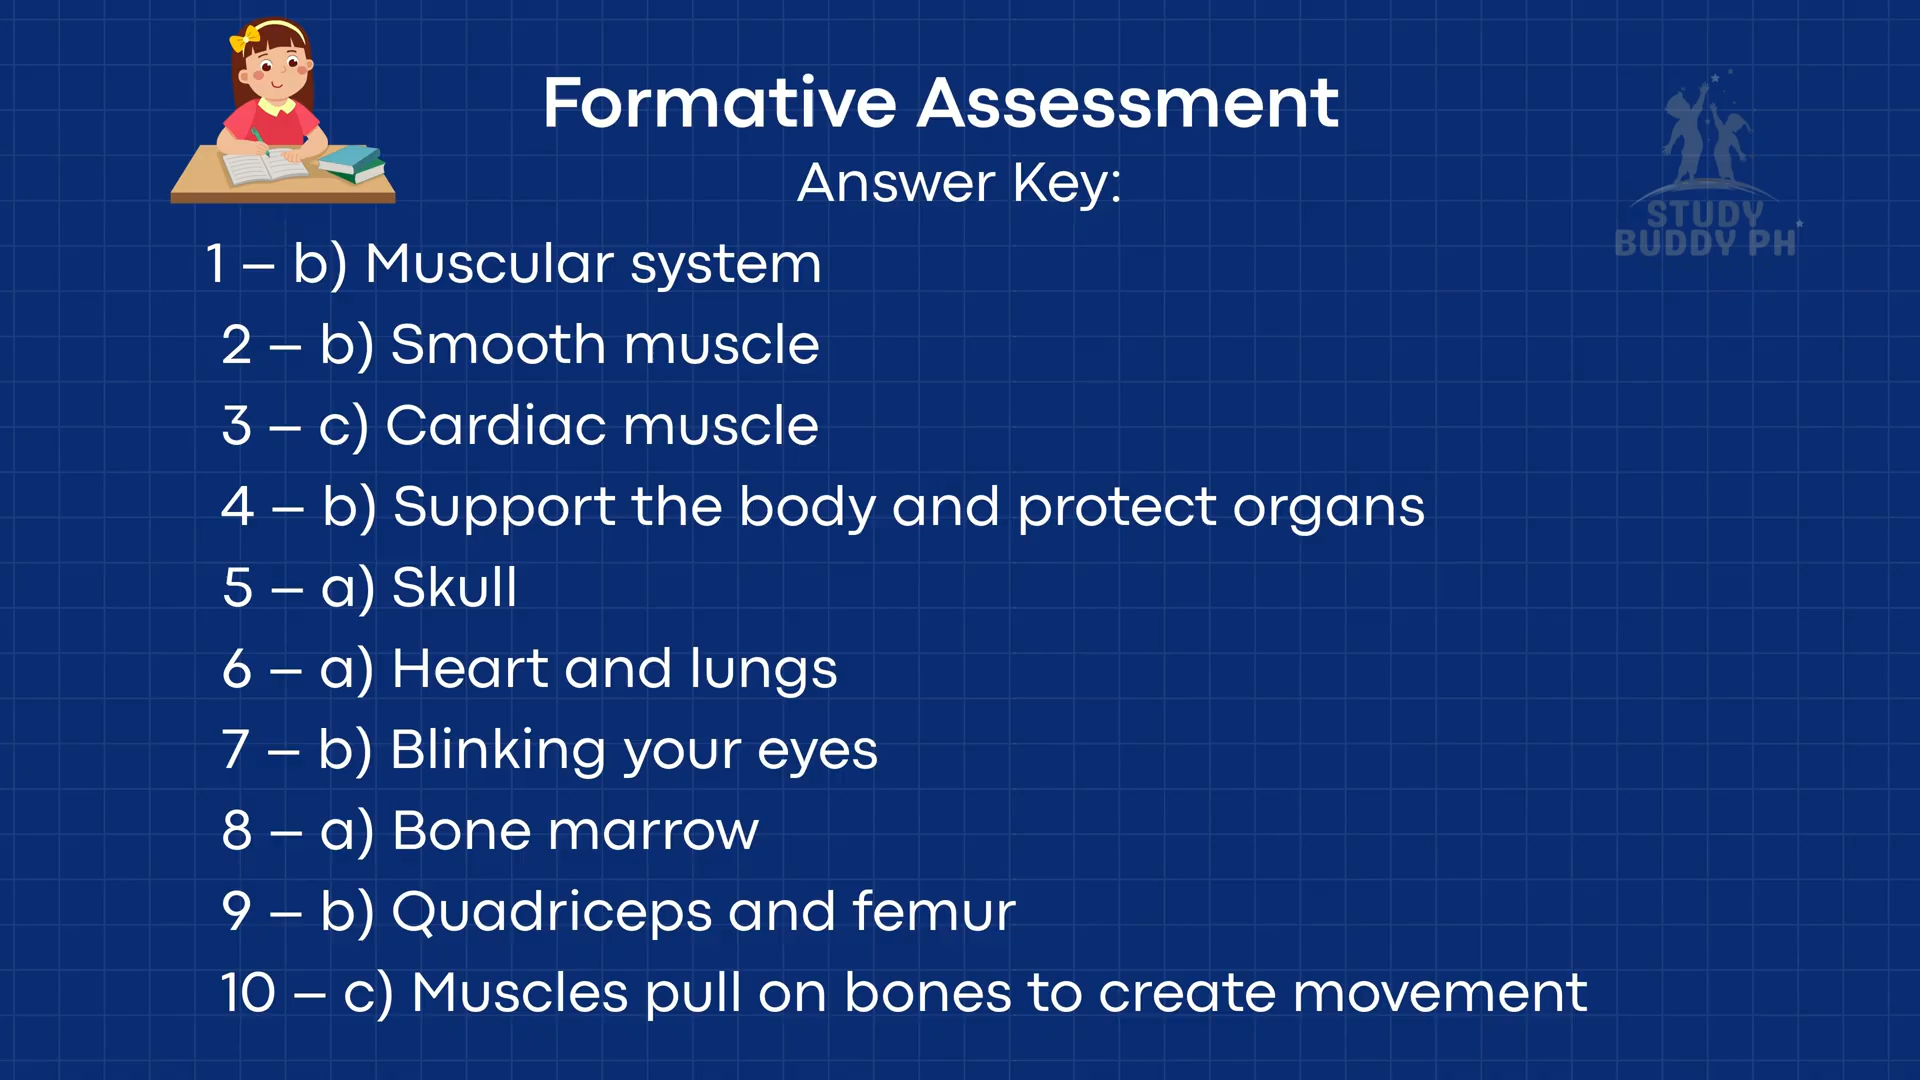 Formative Assessment
Answer Key:
STUDY
BUDDY PH
1 – b) Muscular system
2 – b) Smooth muscle
3 – c) Cardiac muscle
4 – b) Support the body and protect organs
5 – a) Skull
6 – a) Heart and lungs
7 – b) Blinking your eyes
8 – a) Bone marrow
9 – b) Quadriceps and femur
10 – c) Muscles pull on bones to create movement